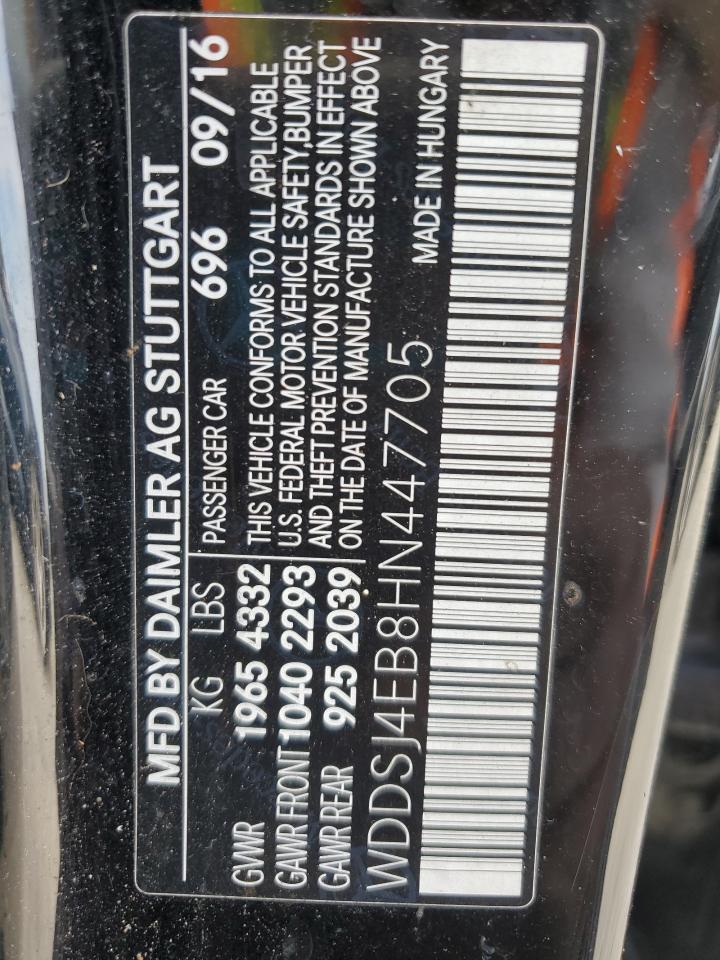 MFD BY DAIMLER AG STUTTGART
KG LBS PASSENGER CAR 696 09/16
GVWR 1965 4332 THIS VEHICLE CONFORMS TO ALL APPLICABLE
GAWR FRONT 1040 2293 U.S. FEDERAL MOTOR VEHICLE SAFETY,BUMPER
GAWR REAR 925 2039 AND THEFT PREVENTION STANDARDS IN EFFECT
ON THE DATE OF MANUFACTURE SHOWN ABOVE
WDDSJ4EB8HN447705 MADE IN HUNGARY